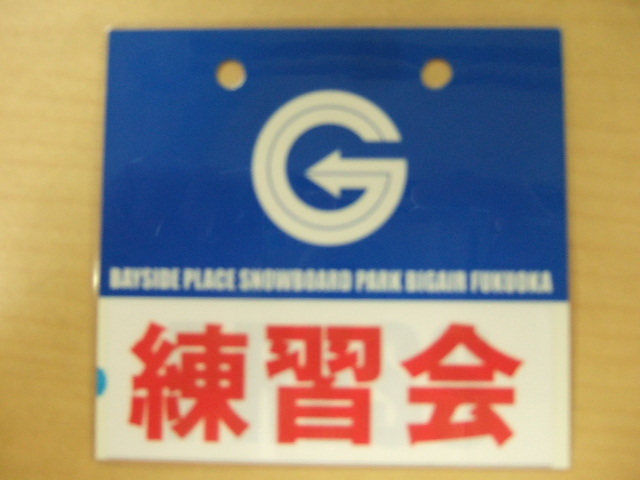 G
BAYSIDE PLACE SNOWBOARD PARK BIGAIR FUKUOKA
練習会